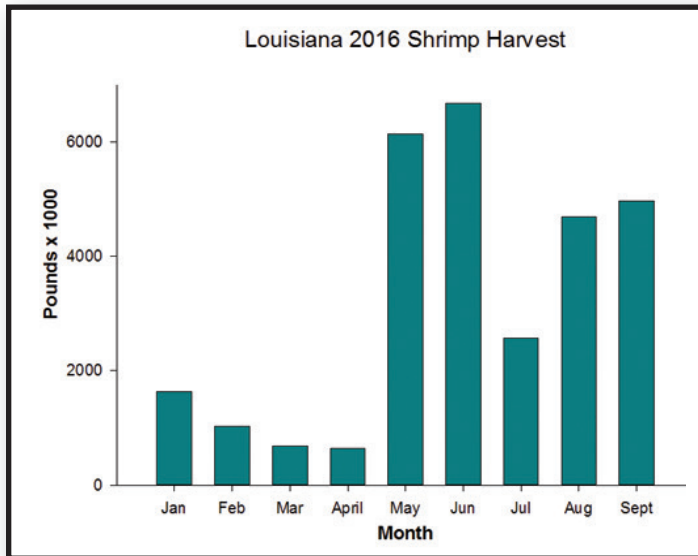 Louisiana 2016 Shrimp Harvest
Pounds x 1000
6000
4000
2000
0
Jan Feb Mar April May Jun Jul Aug Sept
Month